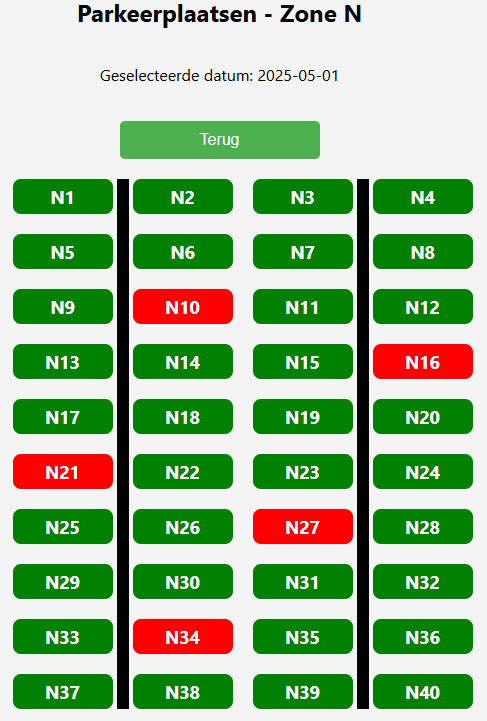 Parkeerplaatsen - Zone N
Geselecteerde datum: 2025-05-01
Terug
N1 N2 N3 N4
N5 N6 N7 N8
N9 N10 N11 N12
N13 N14 N15 N16
N17 N18 N19 N20
N21 N22 N23 N24
N25 N26 N27 N28
N29 N30 N31 N32
N33 N34 N35 N36
N37 N38 N39 N40